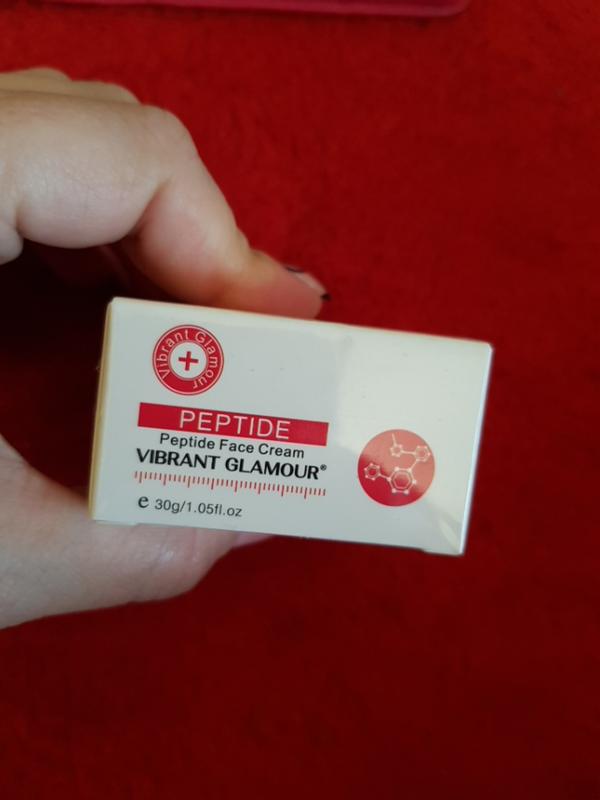 Vibrant Glamour
PEPTIDE
Peptide Face Cream
VIBRANT GLAMOUR®
e 30g/1.05fl.oz